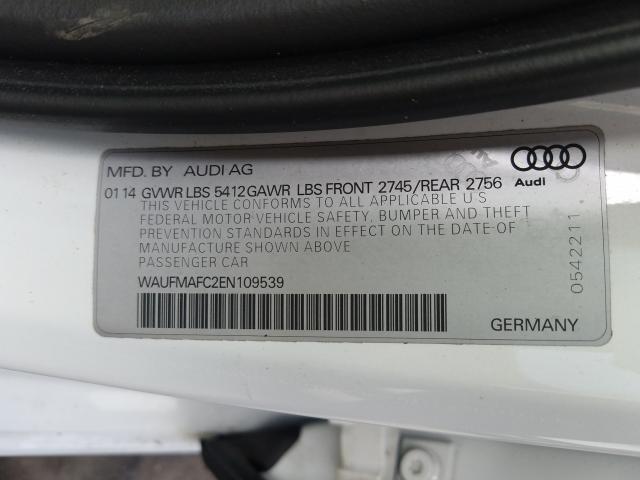 MFD. BY AUDI AG
01 14 GVWR LBS 5412 GAWR LBS FRONT 2745/REAR 2756
Audi
THIS VEHICLE CONFORMS TO ALL APPLICABLE U S
FEDERAL MOTOR VEHICLE SAFETY, BUMPER AND THEFT
PREVENTION STANDARDS IN EFFECT ON THE DATE OF
MANUFACTURE SHOWN ABOVE
PASSENGER CAR
WAUFMAFC2EN109539
GERMANY
0542211